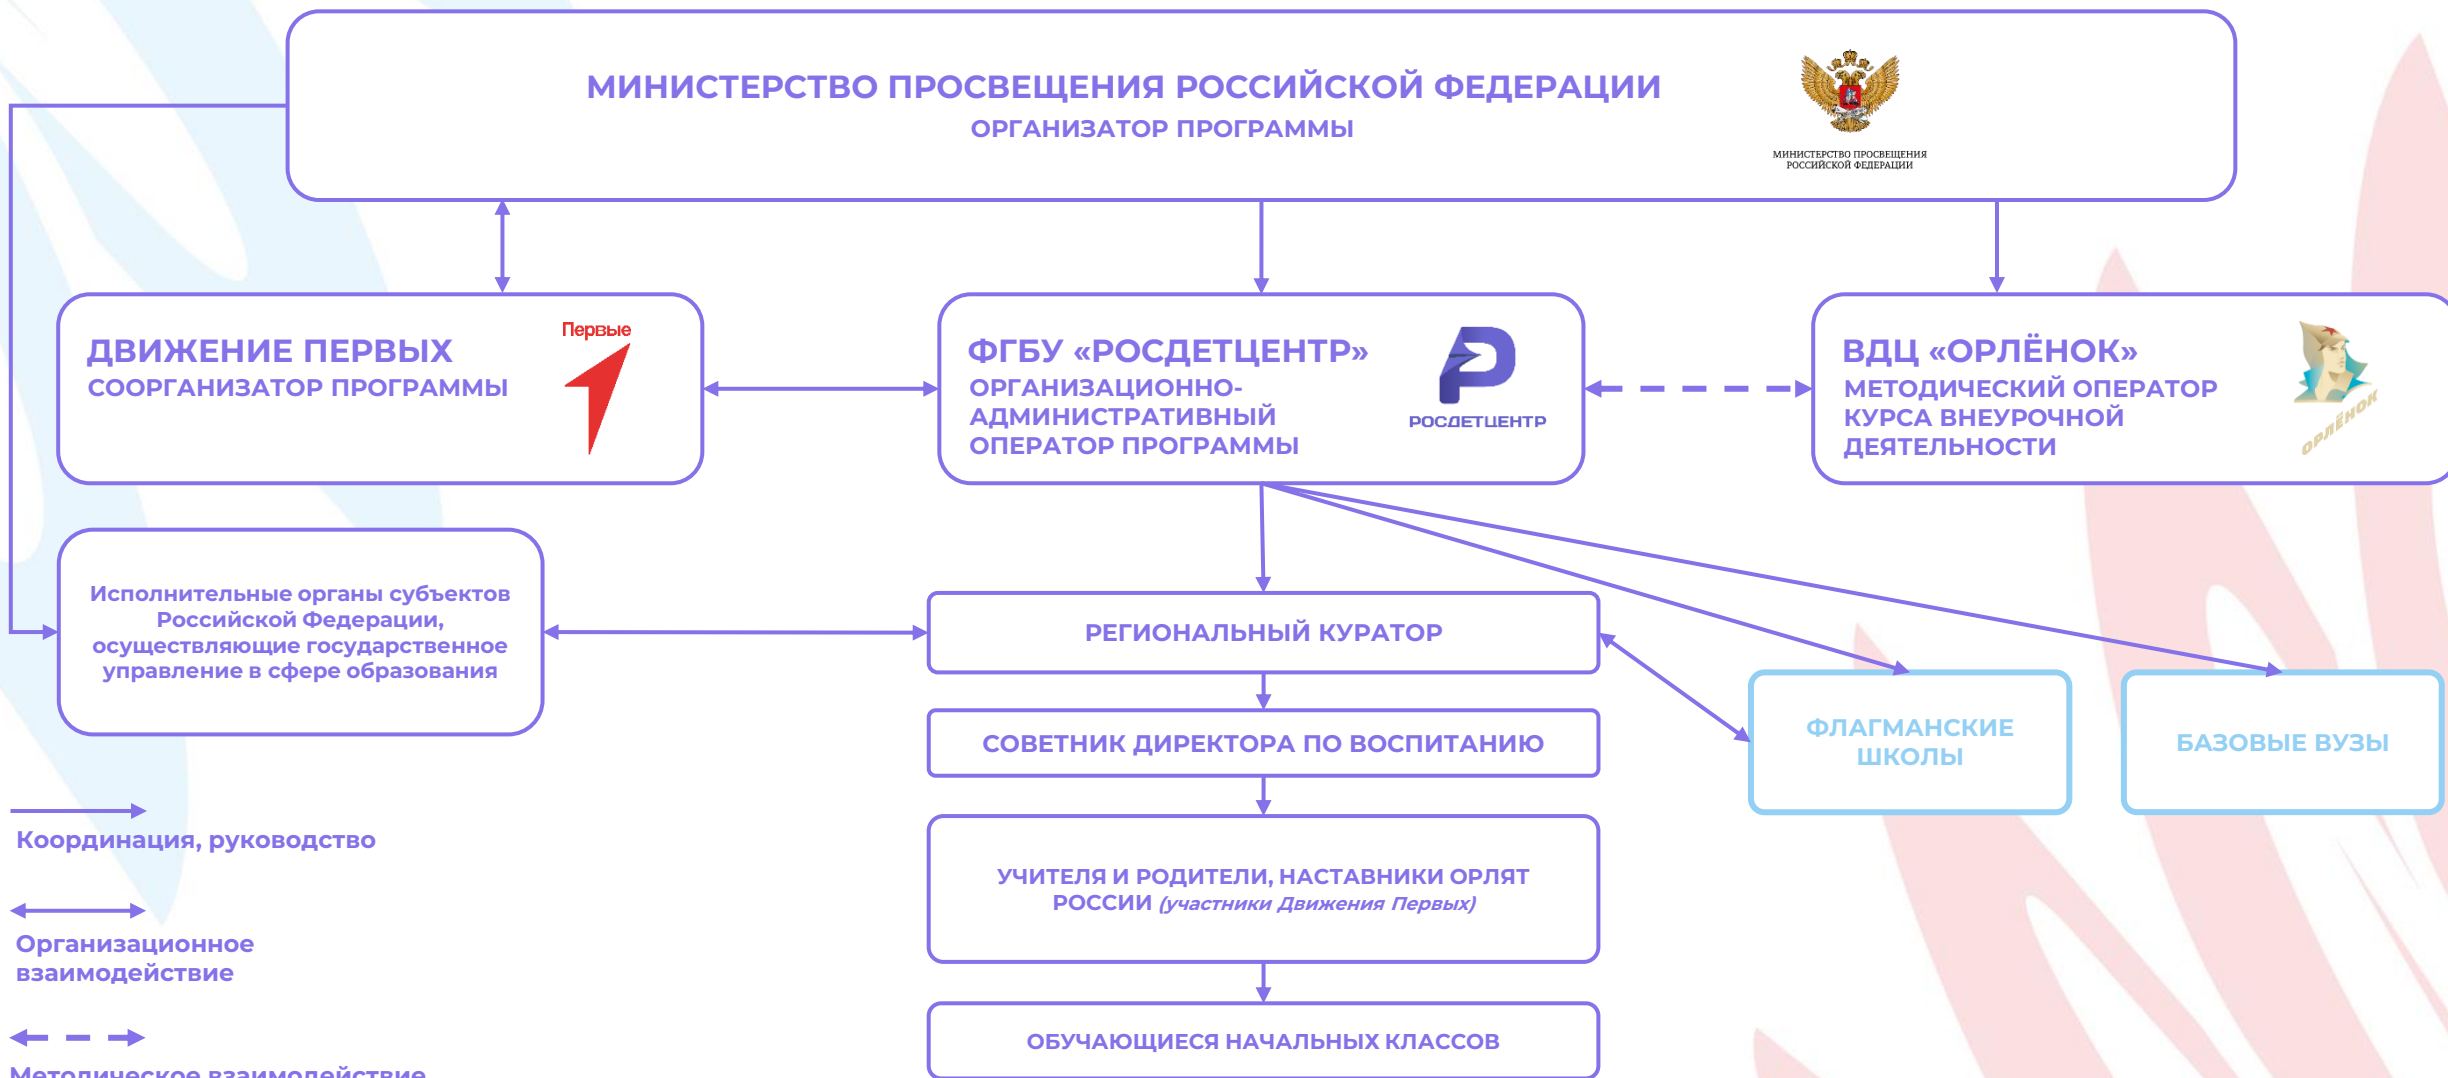 МИНИСТЕРСТВО ПРОСВЕЩЕНИЯ РОССИЙСКОЙ ФЕДЕРАЦИИ
ОРГАНИЗАТОР ПРОГРАММЫ
МИНИСТЕРСТВО ПРОСВЕЩЕНИЯ
РОССИЙСКОЙ ФЕДЕРАЦИИ
ДВИЖЕНИЕ ПЕРВЫХ
СООРГАНИЗАТОР ПРОГРАММЫ
Первые
ФГБУ «РОСДЕТЦЕНТР»
ОРГАНИЗАЦИОННО-
АДМИНИСТРАТИВНЫЙ
ОПЕРАТОР ПРОГРАММЫ
РОСДЕТЦЕНТР
ВДЦ «ОРЛЁНОК»
МЕТОДИЧЕСКИЙ ОПЕРАТОР
КУРСА ВНЕУРОЧНОЙ
ДЕЯТЕЛЬНОСТИ
ОРЛЁНОК
Исполнительные органы субъектов
Российской Федерации,
осуществляющие государственное
управление в сфере образования
РЕГИОНАЛЬНЫЙ КУРАТОР
СОВЕТНИК ДИРЕКТОРА ПО ВОСПИТАНИЮ
ФЛАГМАНСКИЕ
ШКОЛЫ
БАЗОВЫЕ ВУЗЫ
УЧИТЕЛЯ И РОДИТЕЛИ, НАСТАВНИКИ ОРЛЯТ
РОССИИ (участники Движения Первых)
ОБУЧАЮЩИЕСЯ НАЧАЛЬНЫХ КЛАССОВ
Координация, руководство
Организационное
взаимодействие
Методическое взаимодействие